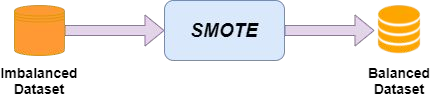 SMOTE
Imbalanced
Dataset
Balanced
Dataset